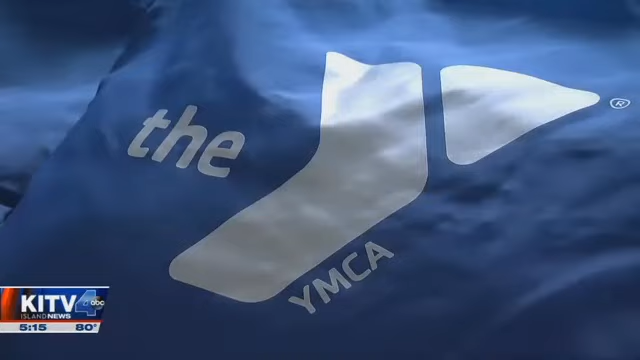 the
®
YMCA
KITV 4 abc
ISLAND NEWS
5:15 80°